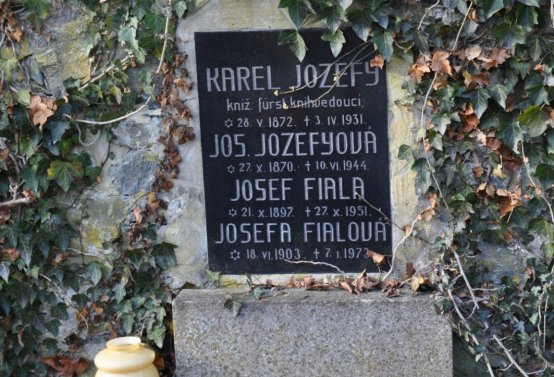 KAREL JOZEFY
kníž. fürst. knihvedoucí,
✡ 28. V. 1872. ✝ 3. IV. 1931.
JOS. JOZEFYOVÁ
✡ 27. X. 1870. ✝ 10. VI. 1944.
JOSEF FIALA
✡ 21. X. 1897. ✝ 27. X. 1951.
JOSEFA FIALOVÁ
✡ 18. VI. 1903. ✝ 7. I. 1973.